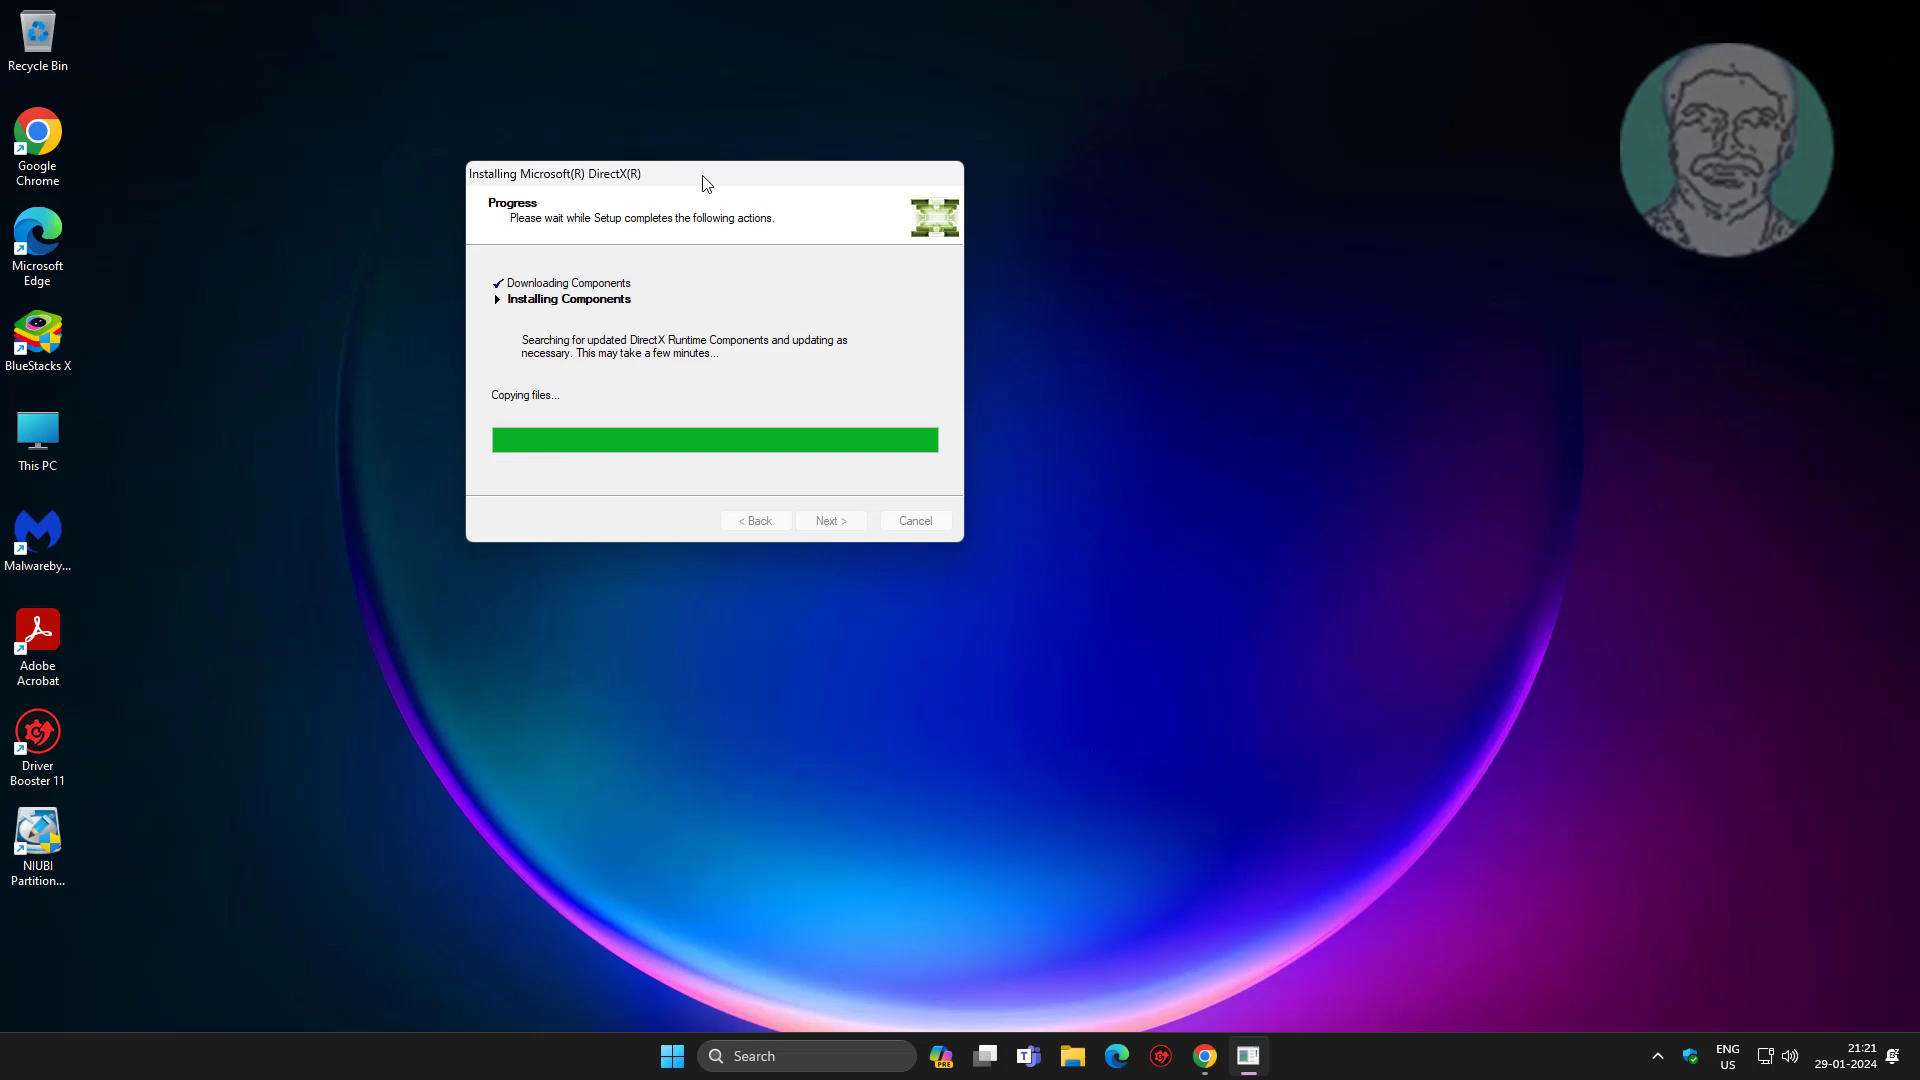 Recycle Bin
Google
Chrome
Microsoft
Edge
BlueStacks X
This PC
Malwareby...
Adobe
Acrobat
Driver
Booster 11
NIUBI
Partition...
Installing Microsoft(R) DirectX(R)
Progress
Please wait while Setup completes the following actions.
Downloading Components
Installing Components
Searching for updated DirectX Runtime Components and updating as
necessary. This may take a few minutes...
Copying files...
< Back
Next >
Cancel
Search
PRE
T
ENG
US
21:21
29-01-2024